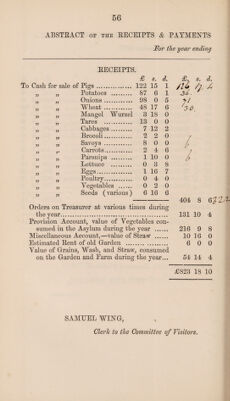 56
ABSTRACT OF THE RECEIPTS & PAYMENTS
For the year ending
RECEIPTS.
£ s. d. £ s. d.
To Cash for sale of Pigs ............ 122 15 1
„ „ Potatoes ......... 87 6 1
„ „ Onions ............ 98 0 5
„ „ Wheat ............ 48 17 6
„ „ Mangel Wurzel 3 18 0
„ „ Tares ............ 13 0 0
„ „ Cabbages ......... 7 12 2
„ „ Brocoli ............ 2 2 0
„ „ Savoys ............ 8 0 0
„ „ Carrots ............ 2 4 6
„ „ Parsnips ......... 1 10 0
„ „ Lettuce ............ 0 3 8
„ „ Eggs ............ 1 16 7
„ „ Poultry ............ 0 4 0
„ „ Vegetables ...... 0 2 0
„ „ Seeds (various) 6 16 6
404 8 6
Orders on Treasurer at various times during
the year ............ 131 10 4
Provision Account, value of Vegetables con-
sumed in the Asylum during the year ...... 216 9 8
Miscellaneous Account,—value of Straw ...... 10 16 0
Estimated Rent of old Garden ............ 6 0 0
Value of Grains, Wash, and Straw, consumed
on the Garden and Farm during the year... 54 14 4
£823 18 10
SAMUEL WING,
Clerk to the Committee of Visitors.